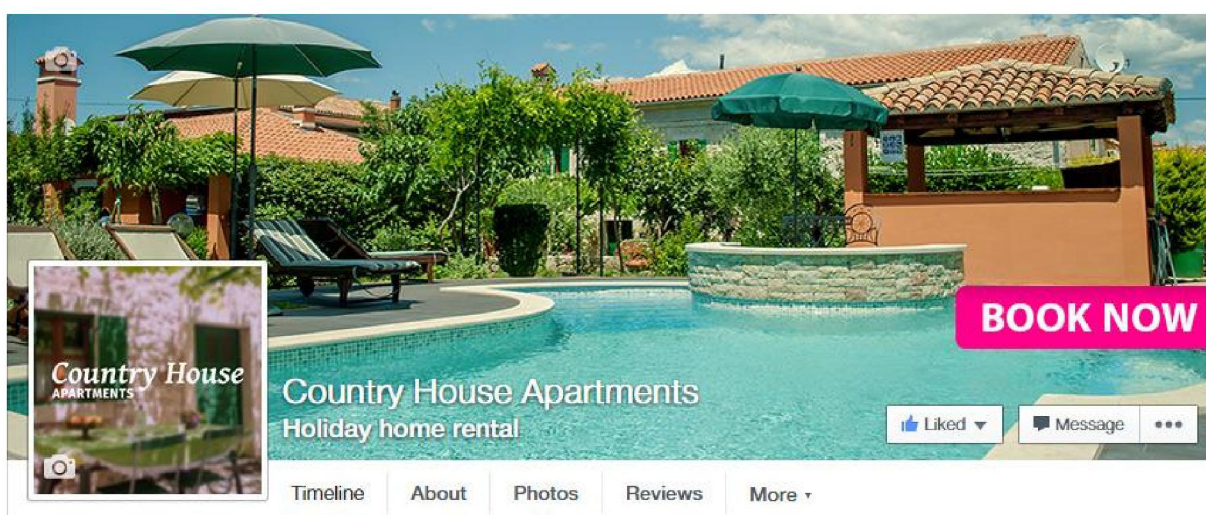 BOOK NOW
Country House
APARTMENTS
Country House Apartments
Holiday home rental
Liked
Message
Timeline
About
Photos
Reviews
More